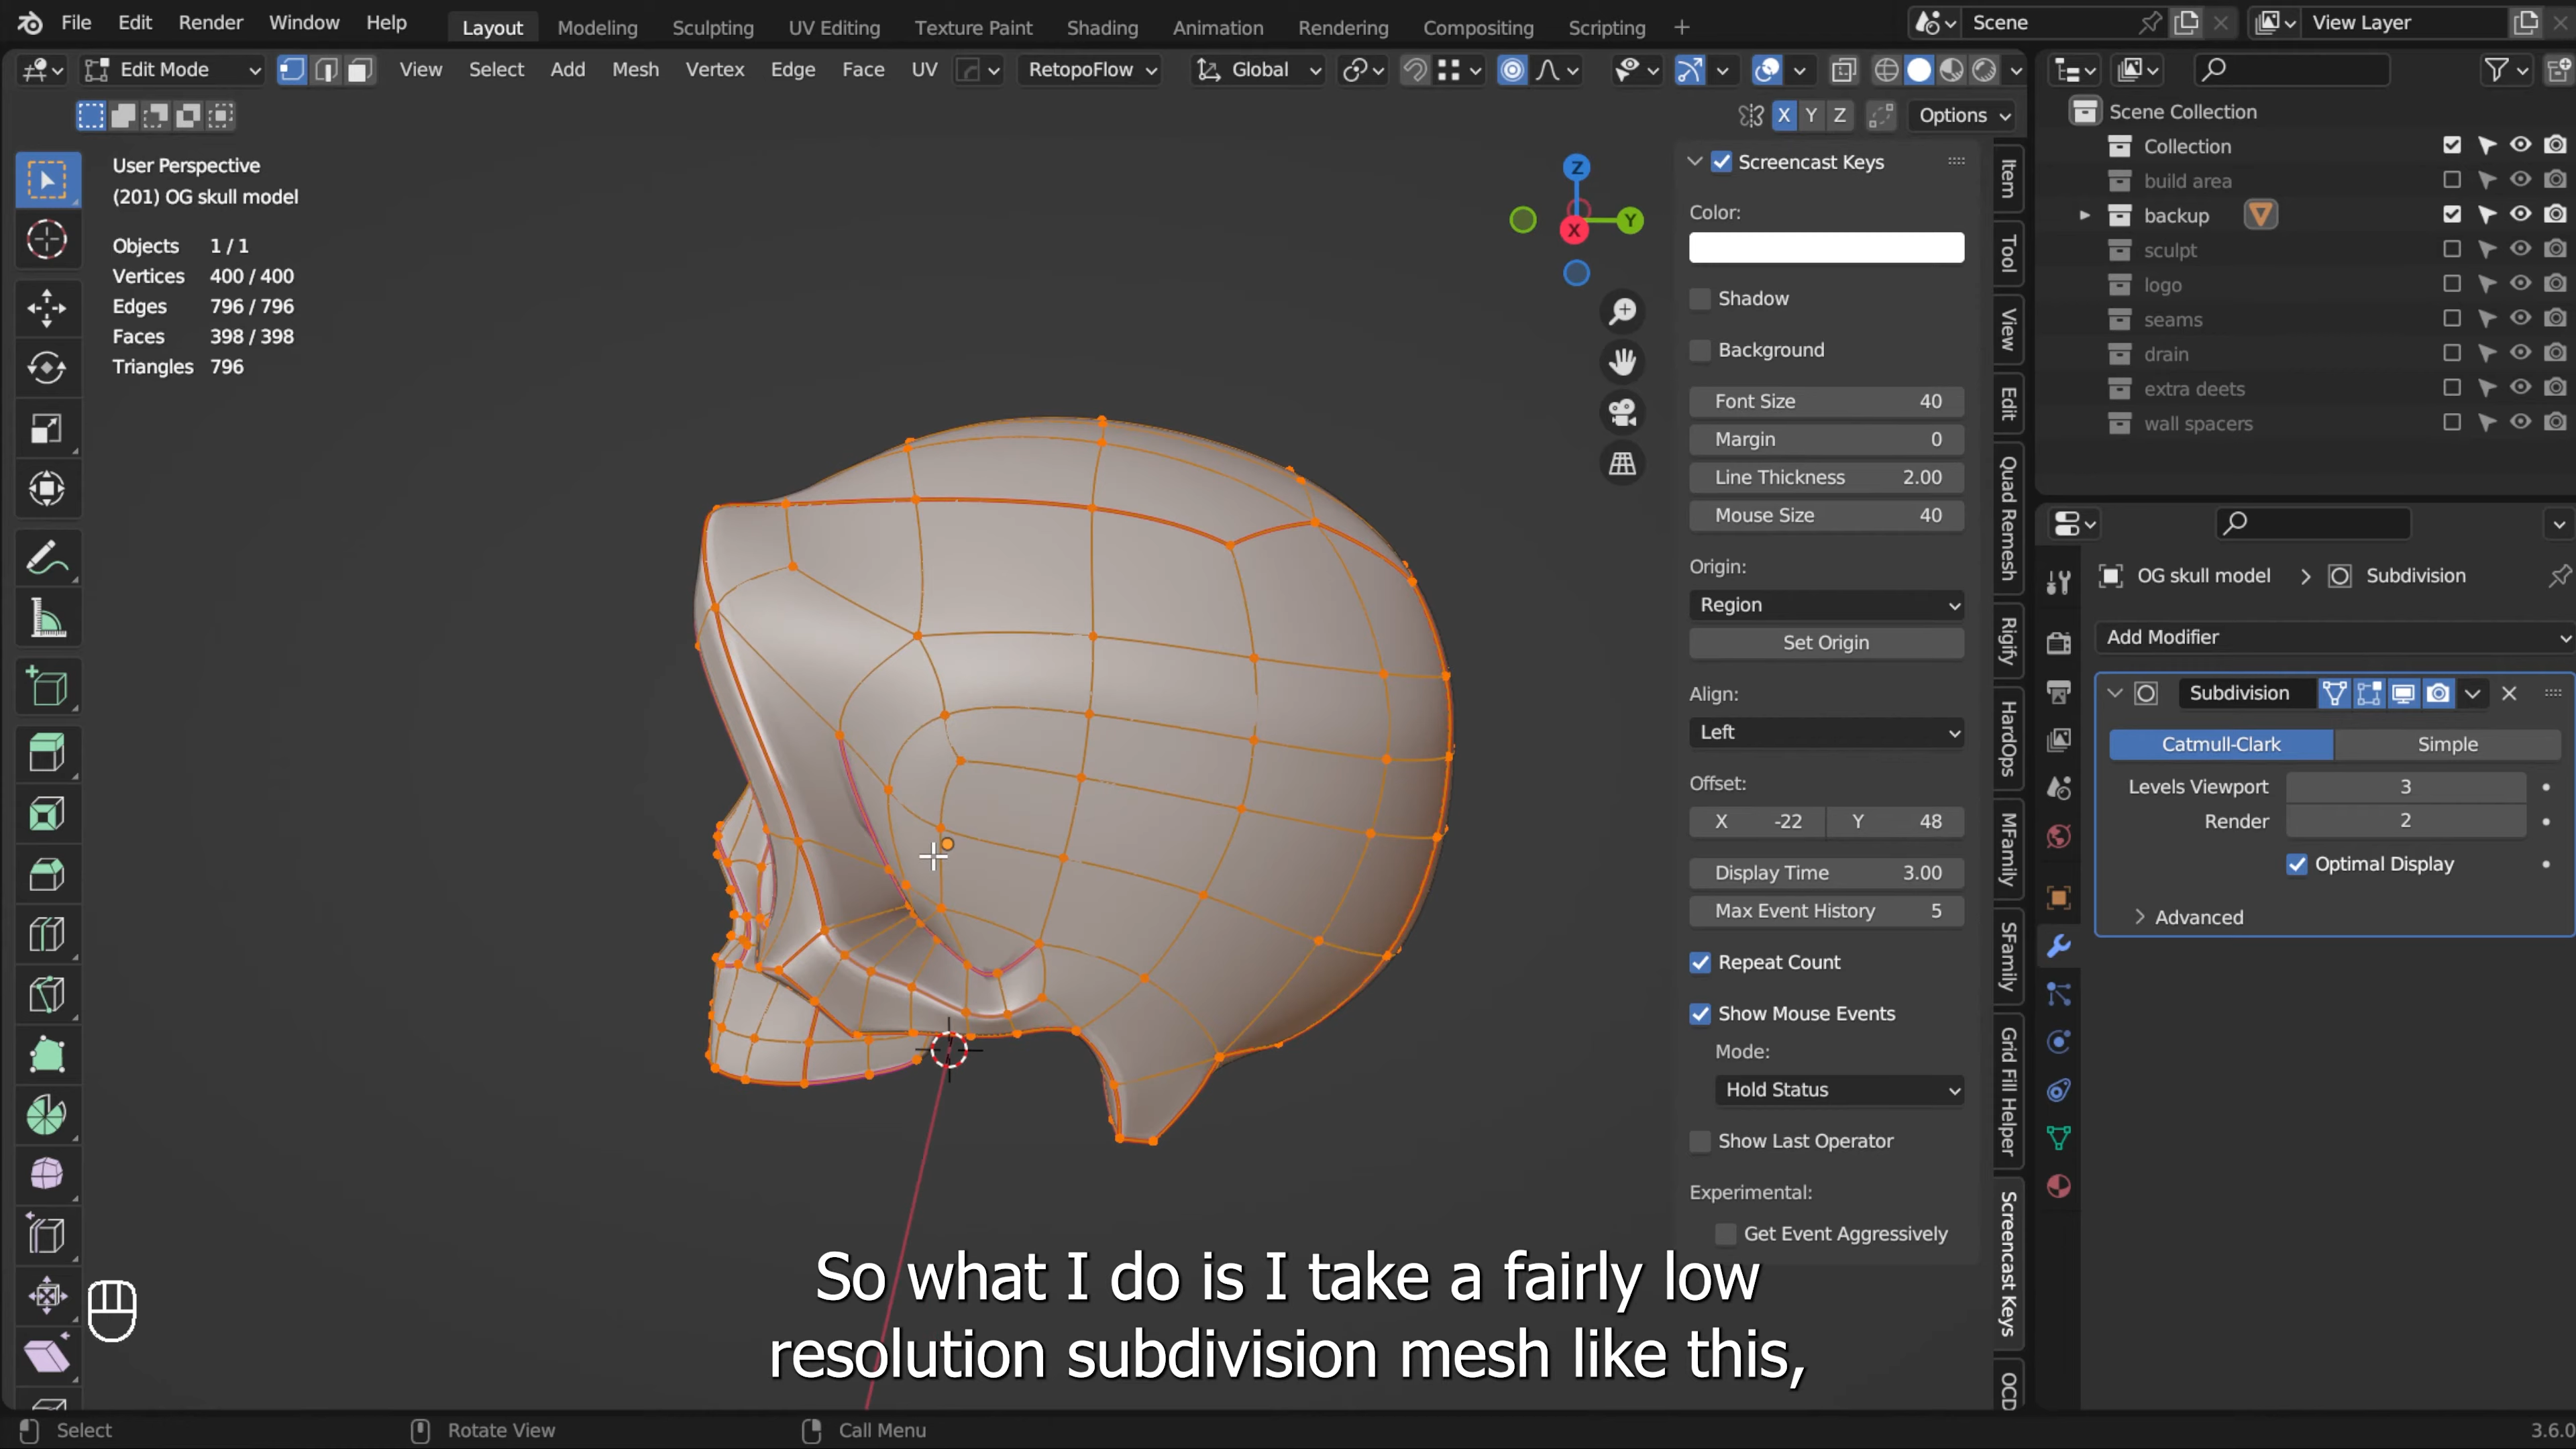 File Edit Render Window Help
Layout Modeling Sculpting UV Editing Texture Paint Shading Animation Rendering Compositing Scripting +
Scene
View Layer
Edit Mode
View Select Add Mesh Vertex Edge Face UV
RetopoFlow
Global
X Y Z
Options
User Perspective
(201) OG skull model
Objects 1 / 1
Vertices 400 / 400
Edges 796 / 796
Faces 398 / 398
Triangles 796
Z
Y
X
Screencast Keys
Color:
Shadow
Background
Font Size 40
Margin 0
Line Thickness 2.00
Mouse Size 40
Origin:
Region
Set Origin
Align:
Left
Offset:
X -22 Y 48
Display Time 3.00
Max Event History 5
Repeat Count
Show Mouse Events
Mode:
Hold Status
Show Last Operator
Experimental:
Get Event Aggressively
Item
Tool
View
Edit
Quad Remesh
Rigify
HardOps
MFamily
SFamily
Grid Fill Helper
Screencast Keys
OCD
Scene Collection
Collection
build area
backup
sculpt
logo
seams
drain
extra deets
wall spacers
OG skull model > Subdivision
Add Modifier
Subdivision
Catmull-Clark Simple
Levels Viewport 3
Render 2
Optimal Display
Advanced
So what I do is I take a fairly low
resolution subdivision mesh like this,
Select
Rotate View
Call Menu
3.6.0